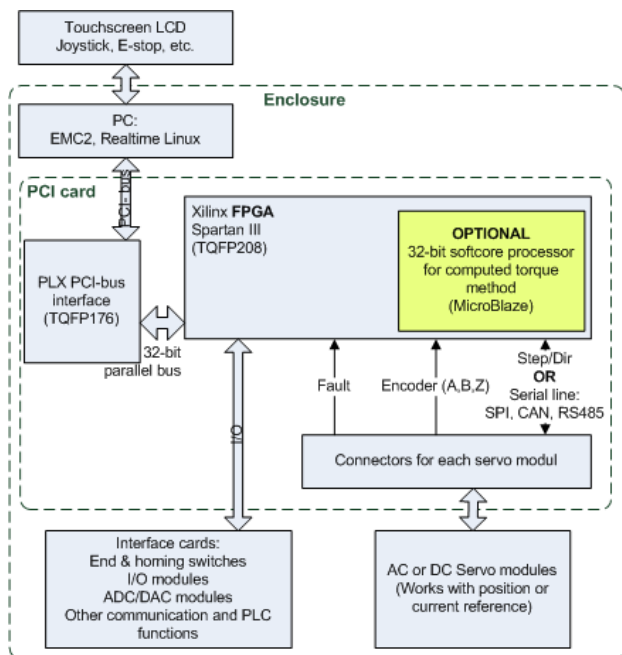 Touchscreen LCD
Joystick, E-stop, etc.
Enclosure
PC:
EMC2, Realtime Linux
PCI- bus
PCI card
Xilinx FPGA
Spartan III
(TQFP208)
OPTIONAL
32-bit softcore processor
for computed torque
method
(MicroBlaze)
PLX PCI-bus
interface
(TQFP176)
32-bit
parallel bus
I/O
Fault
Encoder (A,B,Z)
Step/Dir
OR
Serial line:
SPI, CAN, RS485
Connectors for each servo modul
Interface cards:
End & homing switches
I/O modules
ADC/DAC modules
Other communication and PLC
functions
AC or DC Servo modules
(Works with position or
current reference)